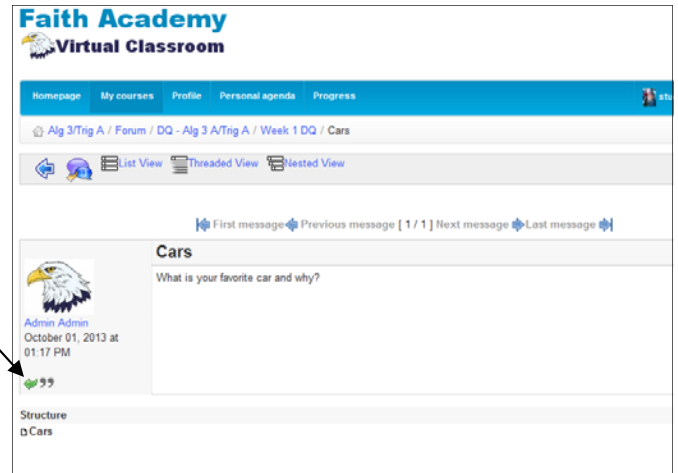 Faith Academy
Virtual Classroom
Homepage My courses Profile Personal agenda Progress stu
Alg 3/Trig A / Forum / DQ - Alg 3 A/Trig A / Week 1 DQ / Cars
List View Threaded View Nested View
First message Previous message [ 1 / 1 ] Next message Last message
Cars
What is your favorite car and why?
Admin Admin
October 01, 2013 at
01:17 PM
Structure
Cars